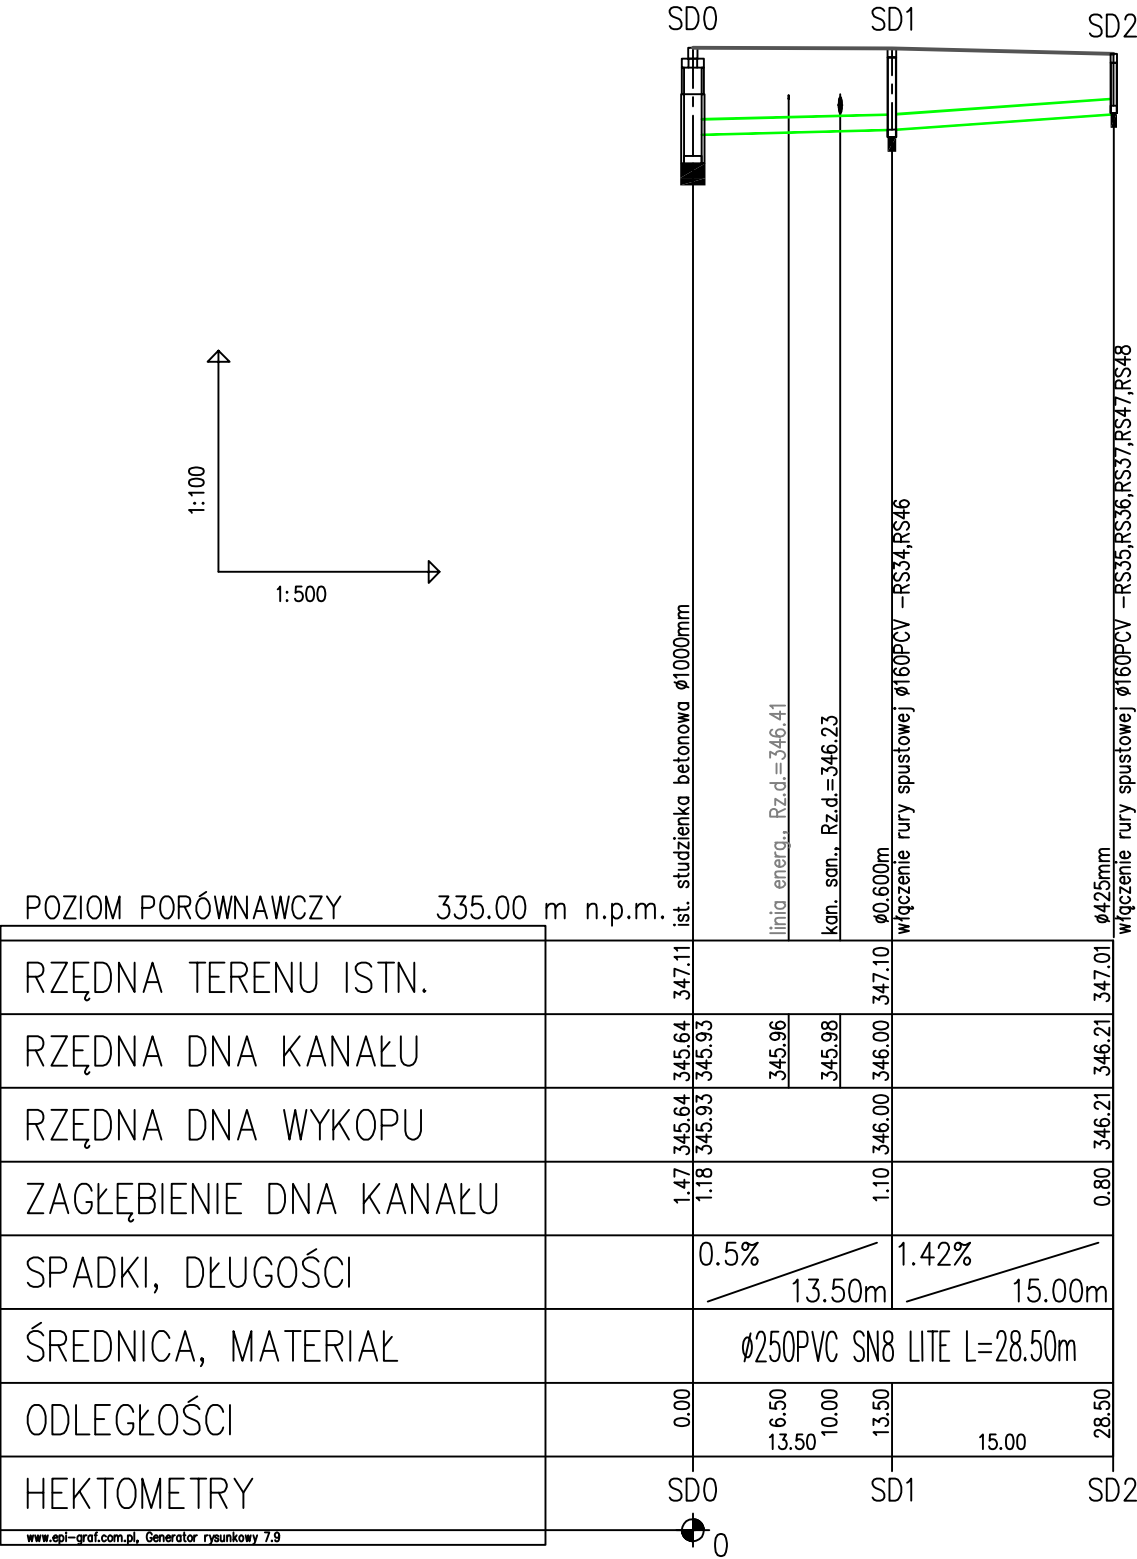 SD0 SD1 SD2
1:100
1:500
ist. studzienka betonowa ø1000mm
linia energ., Rz.d.=346.41
kan. san., Rz.d.=346.23
ø0.600m
włączenie rury spustowej ø160PCV -RS34,RS46
ø425mm
włączenie rury spustowej ø160PCV -RS35,RS36,RS37,RS47,RS48
POZIOM PORÓWNAWCZY 335.00 m n.p.m.
RZĘDNA TERENU ISTN. 347.11 347.10 347.01
RZĘDNA DNA KANAŁU 345.64 345.93 345.96 345.98 346.00 346.21
RZĘDNA DNA WYKOPU 345.64 345.93 346.00 346.21
ZAGŁĘBIENIE DNA KANAŁU 1.47 1.18 1.10 0.80
SPADKI, DŁUGOŚCI 0.5% 13.50m 1.42% 15.00m
ŚREDNICA, MATERIAŁ ø250PVC SN8 LITE L=28.50m
ODLEGŁOŚCI 0.00 6.50 10.00 13.50 28.50
13.50 15.00
HEKTOMETRY SD0 SD1 SD2
www.epi-graf.com.pl, Generator rysunkowy 7.9
0